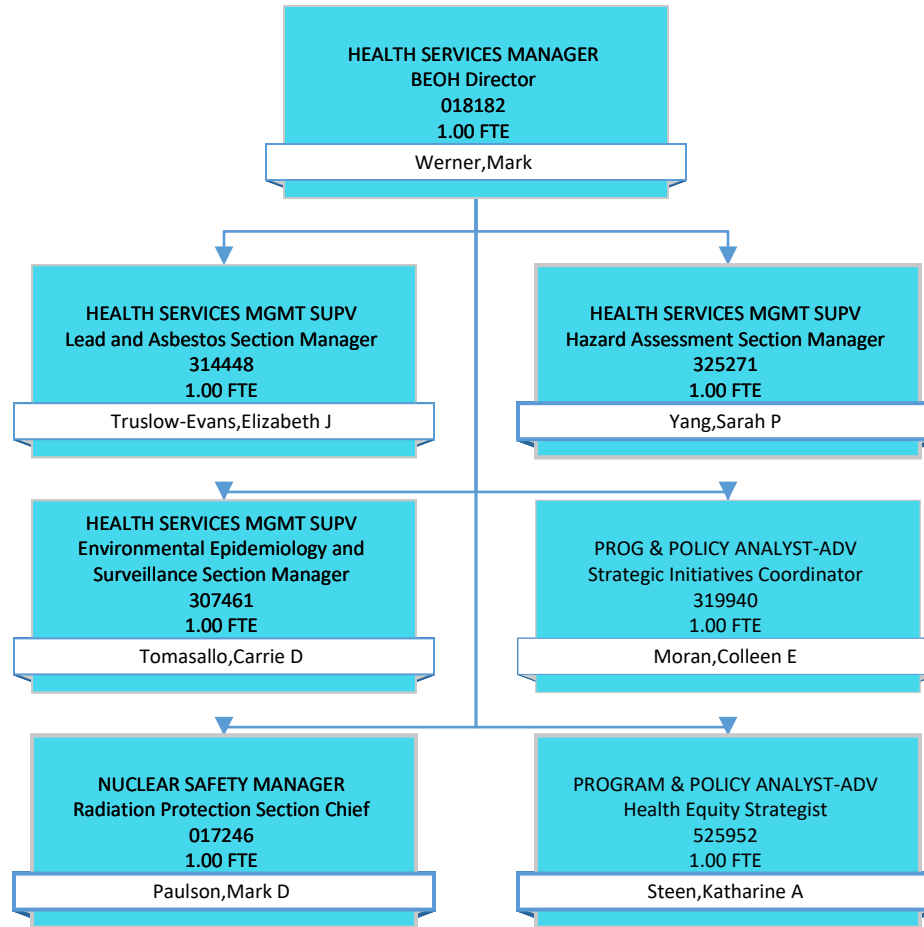 HEALTH SERVICES MANAGER
BEOH Director
018182
1.00 FTE
Werner,Mark
HEALTH SERVICES MGMT SUPV
Lead and Asbestos Section Manager
314448
1.00 FTE
Truslow-Evans,Elizabeth J
HEALTH SERVICES MGMT SUPV
Hazard Assessment Section Manager
325271
1.00 FTE
Yang,Sarah P
HEALTH SERVICES MGMT SUPV
Environmental Epidemiology and
Surveillance Section Manager
307461
1.00 FTE
Tomasallo,Carrie D
PROG & POLICY ANALYST-ADV
Strategic Initiatives Coordinator
319940
1.00 FTE
Moran,Colleen E
NUCLEAR SAFETY MANAGER
Radiation Protection Section Chief
017246
1.00 FTE
Paulson,Mark D
PROGRAM & POLICY ANALYST-ADV
Health Equity Strategist
525952
1.00 FTE
Steen,Katharine A